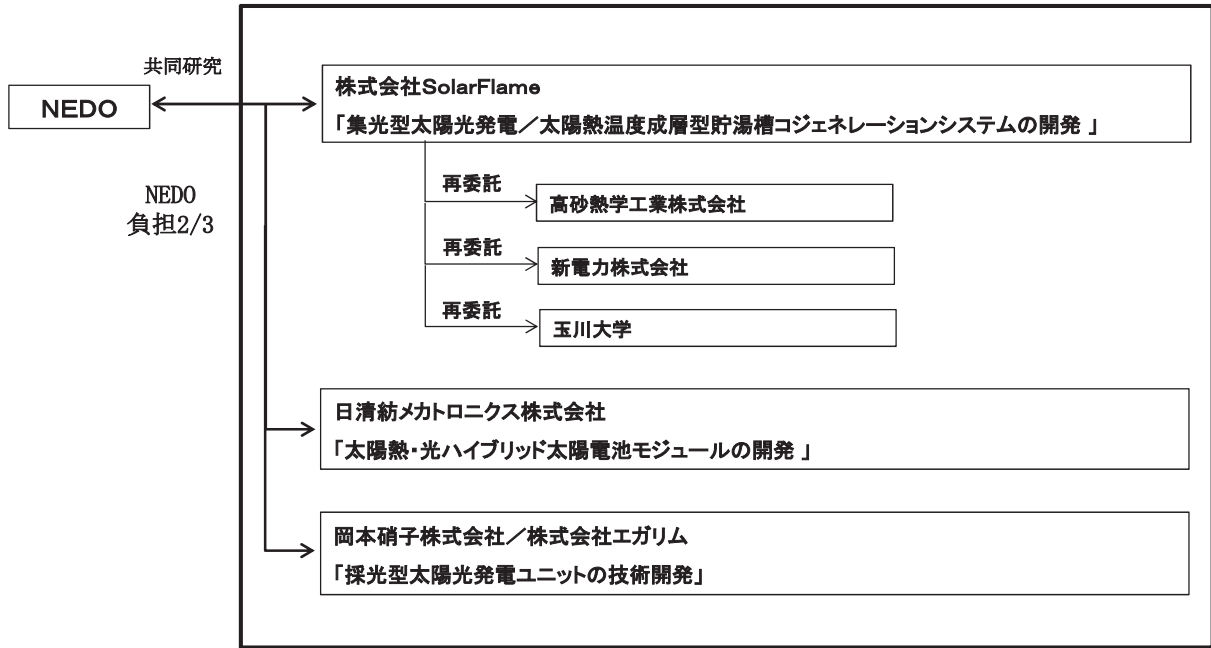 共同研究
NEDO
NEDO
負担2/3
株式会社SolarFlame
「集光型太陽光発電／太陽熱温度成層型貯湯槽コジェネレーションシステムの開発 」
再委託
高砂熱学工業株式会社
再委託
新電力株式会社
再委託
玉川大学
日清紡メカトロニクス株式会社
「太陽熱・光ハイブリッド太陽電池モジュールの開発 」
岡本硝子株式会社／株式会社エガリム
「採光型太陽光発電ユニットの技術開発」